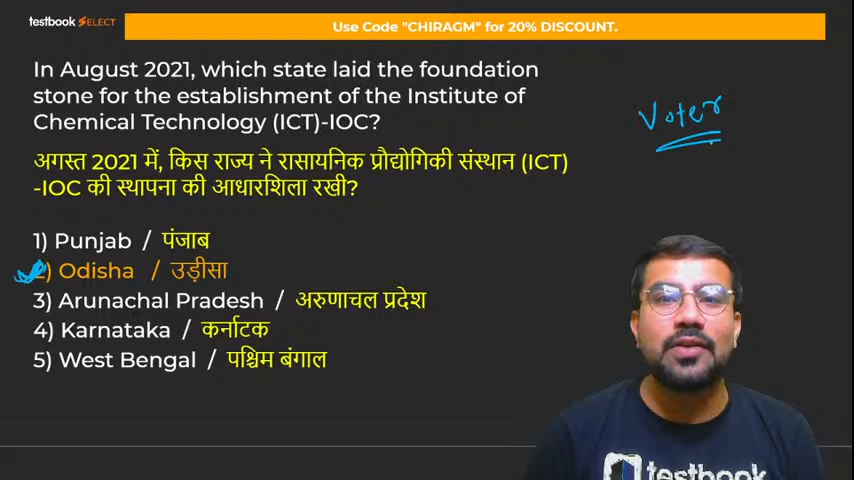 testbook SELECT
Use Code "CHIRAGM" for 20% DISCOUNT.
In August 2021, which state laid the foundation
stone for the establishment of the Institute of
Chemical Technology (ICT)-IOC?
Voter
अगस्त 2021 में, किस राज्य ने रासायनिक प्रौद्योगिकी संस्थान (ICT)
-IOC की स्थापना की आधारशिला रखी?
1) Punjab / पंजाब
2) Odisha / उड़ीसा
3) Arunachal Pradesh / अरुणाचल प्रदेश
4) Karnataka / कर्नाटक
5) West Bengal / पश्चिम बंगाल
testbook